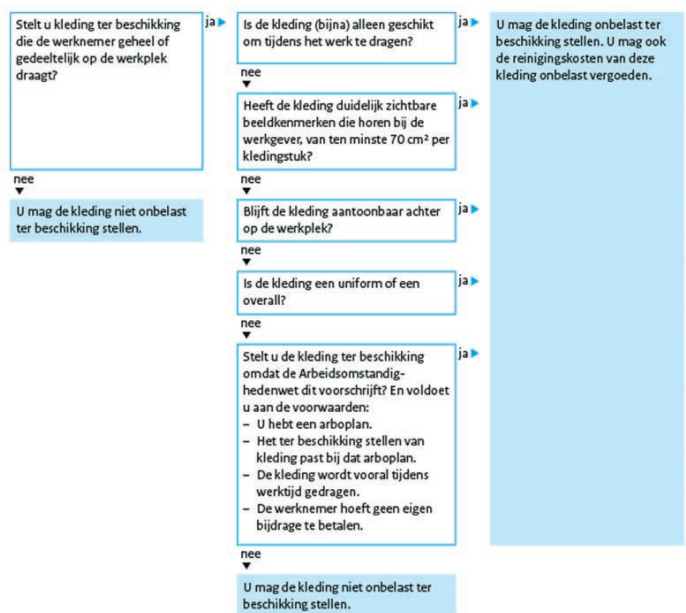 Stelt u kleding ter beschikking
die de werknemer geheel of
gedeeltelijk op de werkplek
draagt?
ja
nee
U mag de kleding niet onbelast
ter beschikking stellen.
Is de kleding (bijna) alleen geschikt
om tijdens het werk te dragen?
ja
nee
Heeft de kleding duidelijk zichtbare
beeldkenmerken die horen bij de
werkgever, van ten minste 70 cm² per
kledingstuk?
ja
nee
Blijft de kleding aantoonbaar achter
op de werkplek?
ja
nee
Is de kleding een uniform of een
overall?
ja
nee
Stelt u de kleding ter beschikking
omdat de Arbeidsomstandig-
hedenwet dit voorschrijft? En voldoet
u aan de voorwaarden:
– U hebt een arboplan.
– Het ter beschikking stellen van
kleding past bij dat arboplan.
– De kleding wordt vooral tijdens
werktijd gedragen.
– De werknemer hoeft geen eigen
bijdrage te betalen.
ja
nee
U mag de kleding niet onbelast ter
beschikking stellen.
U mag de kleding onbelast ter
beschikking stellen. U mag ook
de reinigingskosten van deze
kleding onbelast vergoeden.